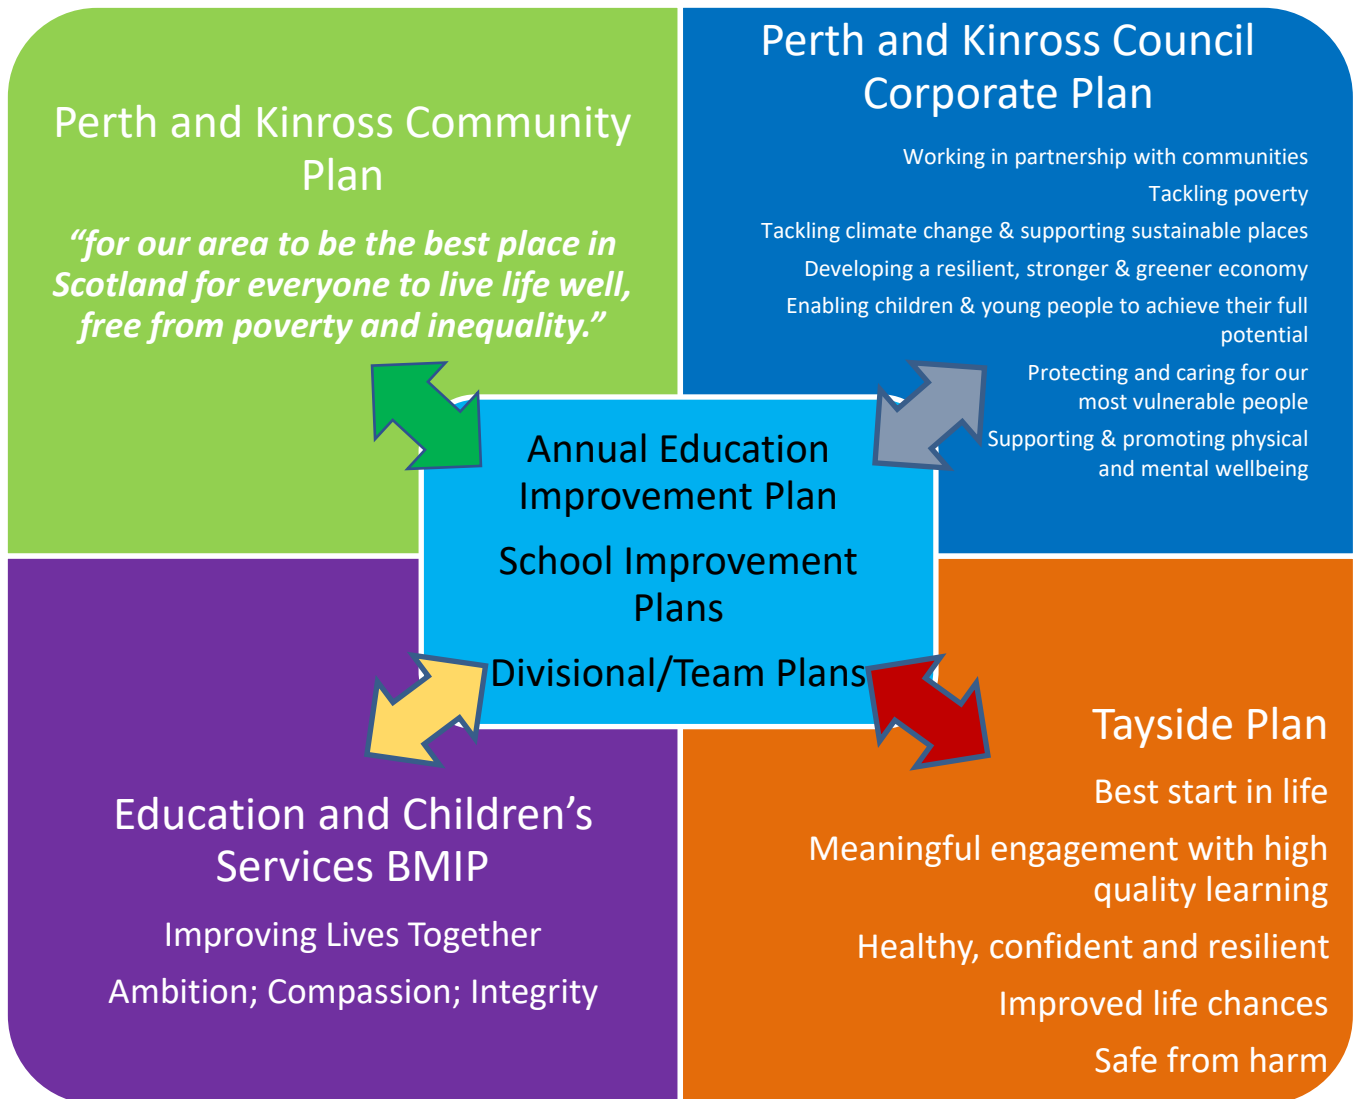 Perth and Kinross Community
Plan
“for our area to be the best place in
Scotland for everyone to live life well,
free from poverty and inequality.”
Perth and Kinross Council
Corporate Plan
Working in partnership with communities
Tackling poverty
Tackling climate change & supporting sustainable places
Developing a resilient, stronger & greener economy
Enabling children & young people to achieve their full
potential
Protecting and caring for our
most vulnerable people
Supporting & promoting physical
and mental wellbeing
Annual Education
Improvement Plan
School Improvement
Plans
Divisional/Team Plans
Education and Children’s
Services BMIP
Improving Lives Together
Ambition; Compassion; Integrity
Tayside Plan
Best start in life
Meaningful engagement with high
quality learning
Healthy, confident and resilient
Improved life chances
Safe from harm